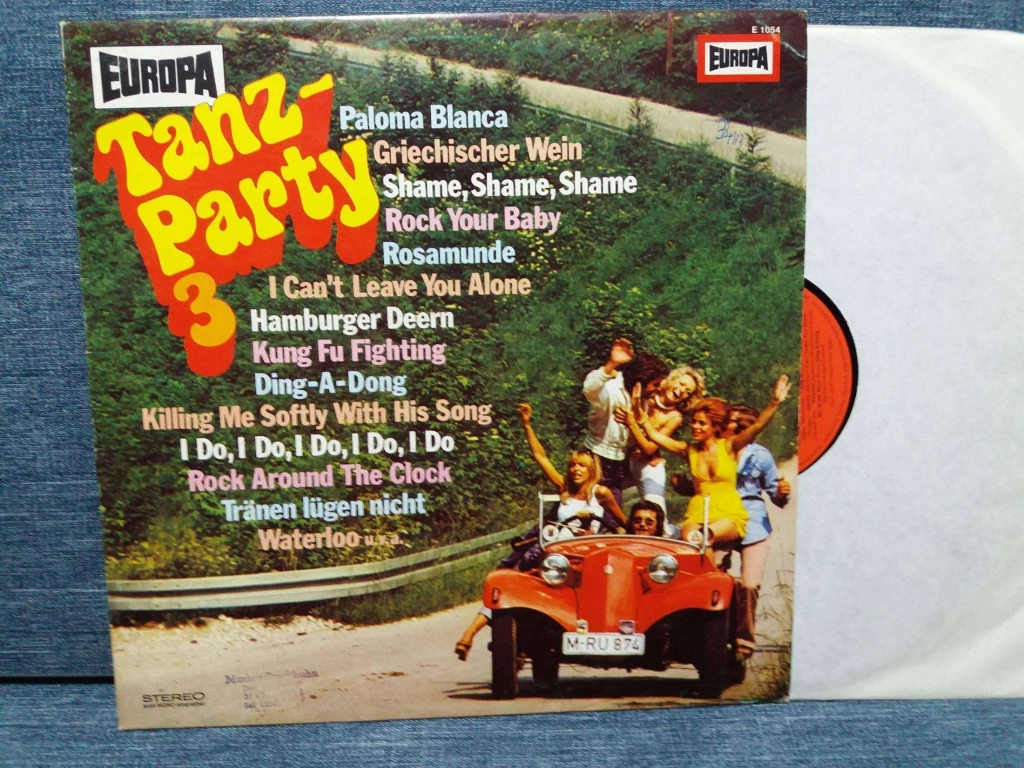 E 1054
EUROPA
EUROPA
Tanz-
Party
3
Paloma Blanca
Griechischer Wein
Shame, Shame, Shame
Rock Your Baby
Rosamunde
I Can't Leave You Alone
Hamburger Deern
Kung Fu Fighting
Ding-A-Dong
Killing Me Softly With His Song
I Do, I Do, I Do, I Do, I Do
Rock Around The Clock
Tränen lügen nicht
Waterloo u.v.a.
M-RU 874
STEREO